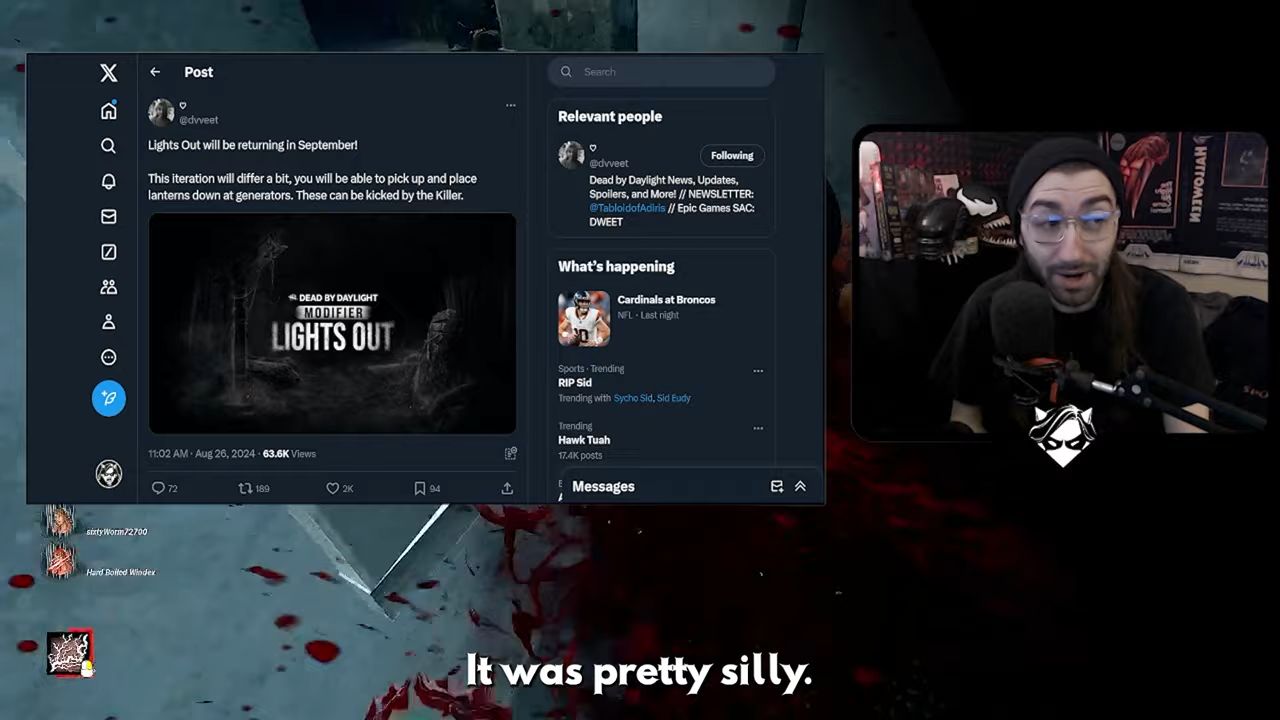 Post
Search
@dvveet
Lights Out will be returning in September!
This iteration will differ a bit, you will be able to pick up and place
lanterns down at generators. These can be kicked by the Killer.
DEAD BY DAYLIGHT
MODIFIER
LIGHTS OUT
11:02 AM · Aug 26, 2024 · 63.6K Views
72 189 2K 94
Relevant people
@dvveet
Following
Dead by Daylight News, Updates,
Spoilers, and More! // NEWSLETTER:
@TabloidofAdiris // Epic Games SAC:
DWEET
What's happening
Cardinals at Broncos
NFL · Last night
Sports · Trending
RIP Sid
Trending with Sycho Sid, Sid Eudy
Trending
Hawk Tuah
17.4K posts
Messages
HALLOWEEN
sixtyWorm72700
Hard Boiled Windex
It was pretty silly.